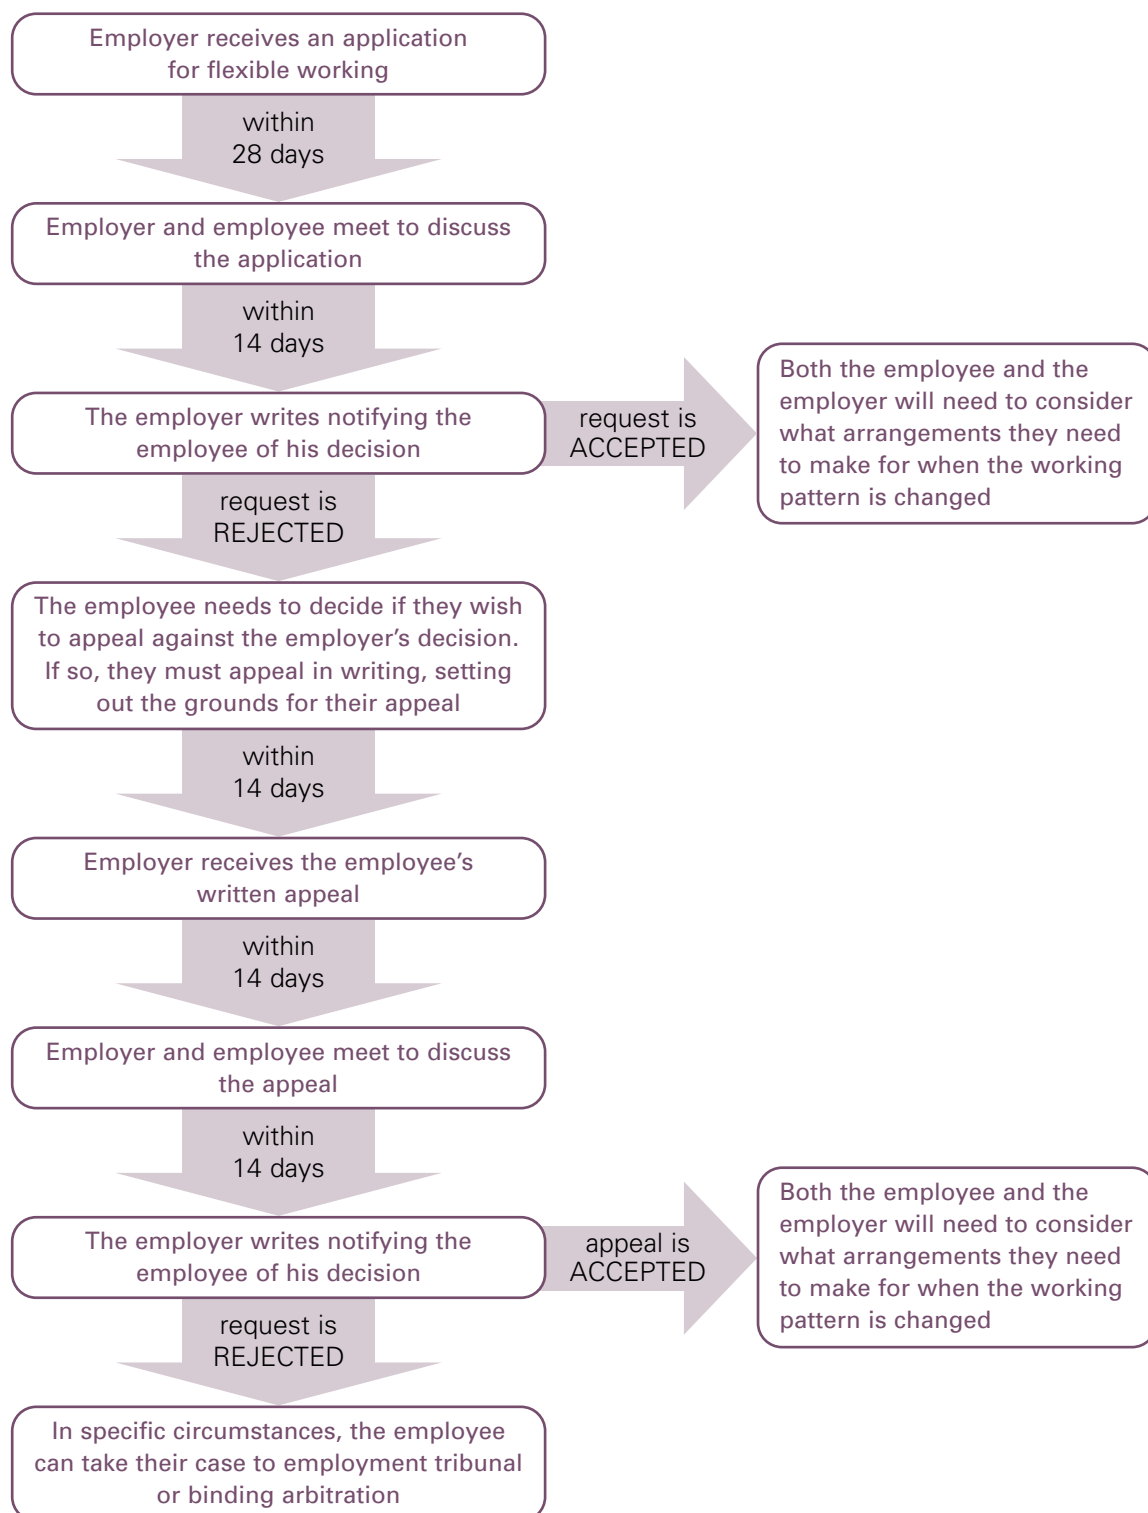 Employer receives an application
for flexible working
within
28 days
Employer and employee meet to discuss
the application
within
14 days
The employer writes notifying the
employee of his decision
request is
ACCEPTED
Both the employee and the
employer will need to consider
what arrangements they need
to make for when the working
pattern is changed
request is
REJECTED
The employee needs to decide if they wish
to appeal against the employer’s decision.
If so, they must appeal in writing, setting
out the grounds for their appeal
within
14 days
Employer receives the employee’s
written appeal
within
14 days
Employer and employee meet to discuss
the appeal
within
14 days
The employer writes notifying the
employee of his decision
appeal is
ACCEPTED
Both the employee and the
employer will need to consider
what arrangements they need
to make for when the working
pattern is changed
request is
REJECTED
In specific circumstances, the employee
can take their case to employment tribunal
or binding arbitration